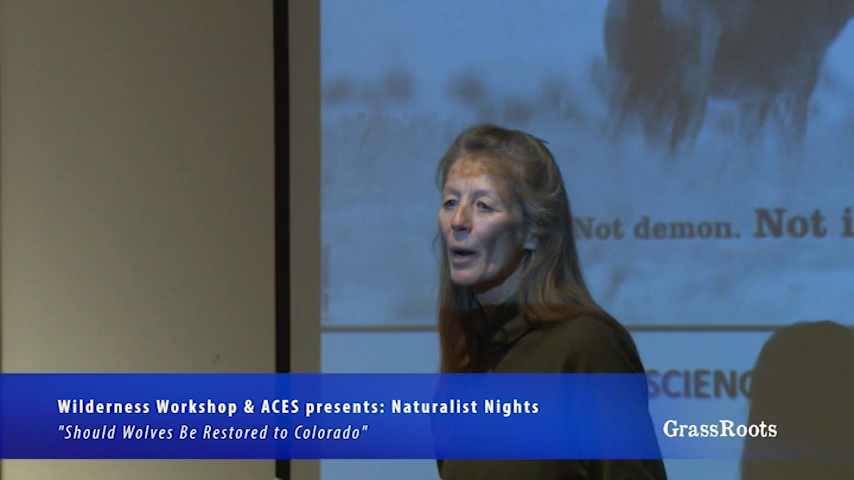 Not demon. Not i
SCIENC
Wilderness Workshop & ACES presents: Naturalist Nights
"Should Wolves Be Restored to Colorado"
GrassRoots